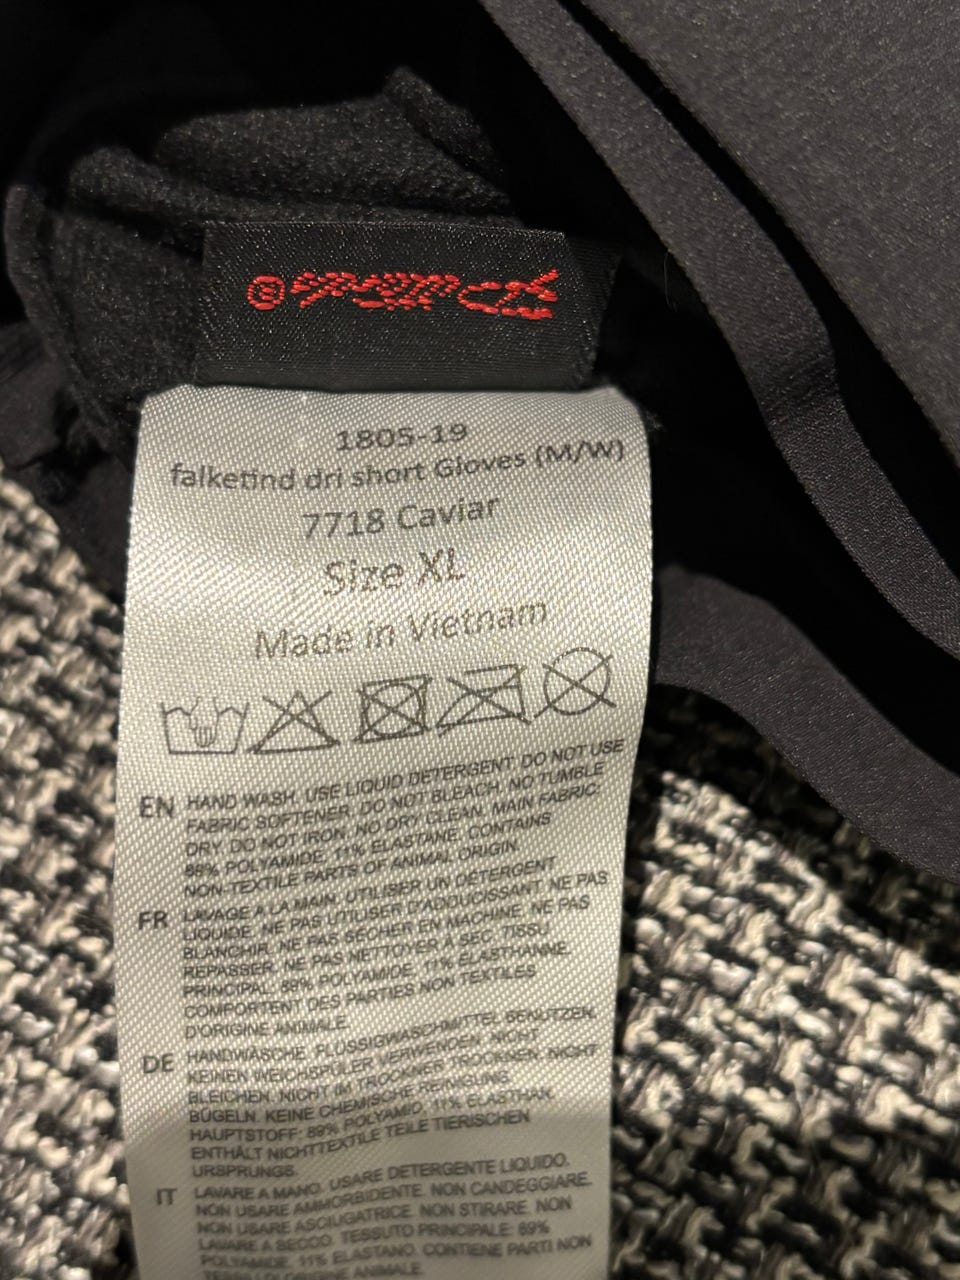 1805-19
falketind dri short Gloves (M/W)
7718 Caviar
Size XL
Made in Vietnam
EN HAND WASH. USE LIQUID DETERGENT. DO NOT USE
FABRIC SOFTENER. DO NOT BLEACH. NO TUMBLE
DRY. DO NOT IRON. NO DRY CLEAN. MAIN FABRIC:
89% POLYAMIDE, 11% ELASTANE. CONTAINS
NON-TEXTILE PARTS OF ANIMAL ORIGIN.
FR LAVAGE A LA MAIN. UTILISER UN DÉTERGENT
LIQUIDE. NE PAS UTILISER D'ADOUCISSANT. NE PAS
BLANCHIR. NE PAS SÉCHER EN MACHINE. NE PAS
REPASSER. NE PAS NETTOYER A SEC. TISSU
PRINCIPAL: 89% POLYAMIDE, 11% ELASTHANNE.
COMPORTENT DES PARTIES NON TEXTILES
D'ORIGINE ANIMALE.
DE HANDWÄSCHE. FLÜSSIGWASCHMITTEL BENUTZEN.
KEINEN WEICHSPÜLER VERWENDEN. NICHT
BLEICHEN. NICHT IM TROCKNER TROCKNEN. NICHT
BÜGELN. KEINE CHEMISCHE REINIGUNG.
HAUPTSTOFF: 89% POLYAMID, 11% ELASTHAN.
ENTHÄLT NICHTTEXTILE TEILE TIERISCHEN
URSPRUNGS.
IT LAVARE A MANO. USARE DETERGENTE LIQUIDO.
NON USARE AMMORBIDENTE. NON CANDEGGIARE.
NON USARE ASCIUGATRICE. NON STIRARE. NON
LAVARE A SECCO. TESSUTO PRINCIPALE: 89%
POLYAMIDE, 11% ELASTANO. CONTIENE PARTI NON
TESSILI DI ORIGINE ANIMALE.